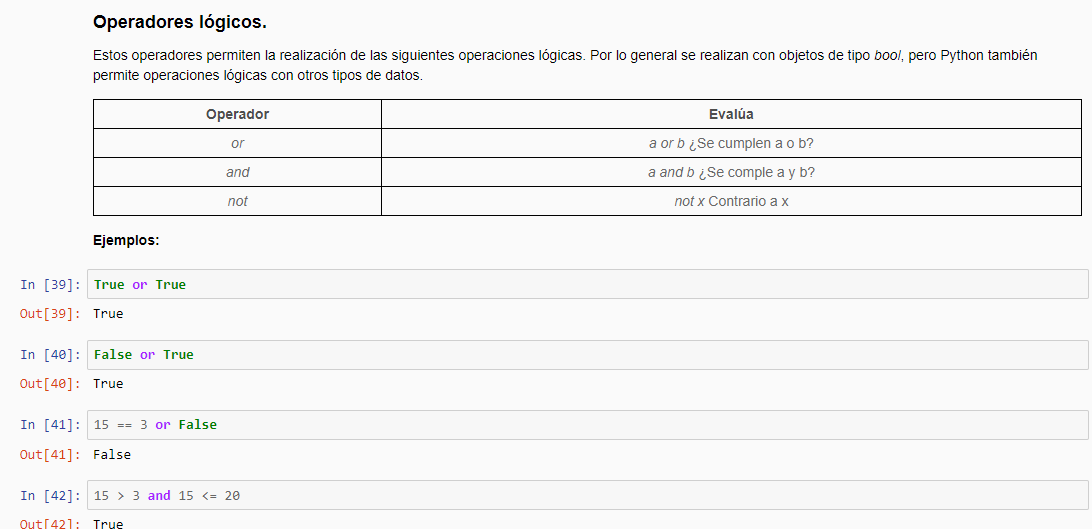 Operadores lógicos.
Estos operadores permiten la realización de las siguientes operaciones lógicas. Por lo general se realizan con objetos de tipo bool, pero Python también
permite operaciones lógicas con otros tipos de datos.
Operador Evalúa
or a or b ¿Se cumplen a o b?
and a and b ¿Se comple a y b?
not not x Contrario a x
Ejemplos:
In [39]: True or True
Out[39]: True
In [40]: False or True
Out[40]: True
In [41]: 15 == 3 or False
Out[41]: False
In [42]: 15 > 3 and 15 <= 20
Out[42]: True